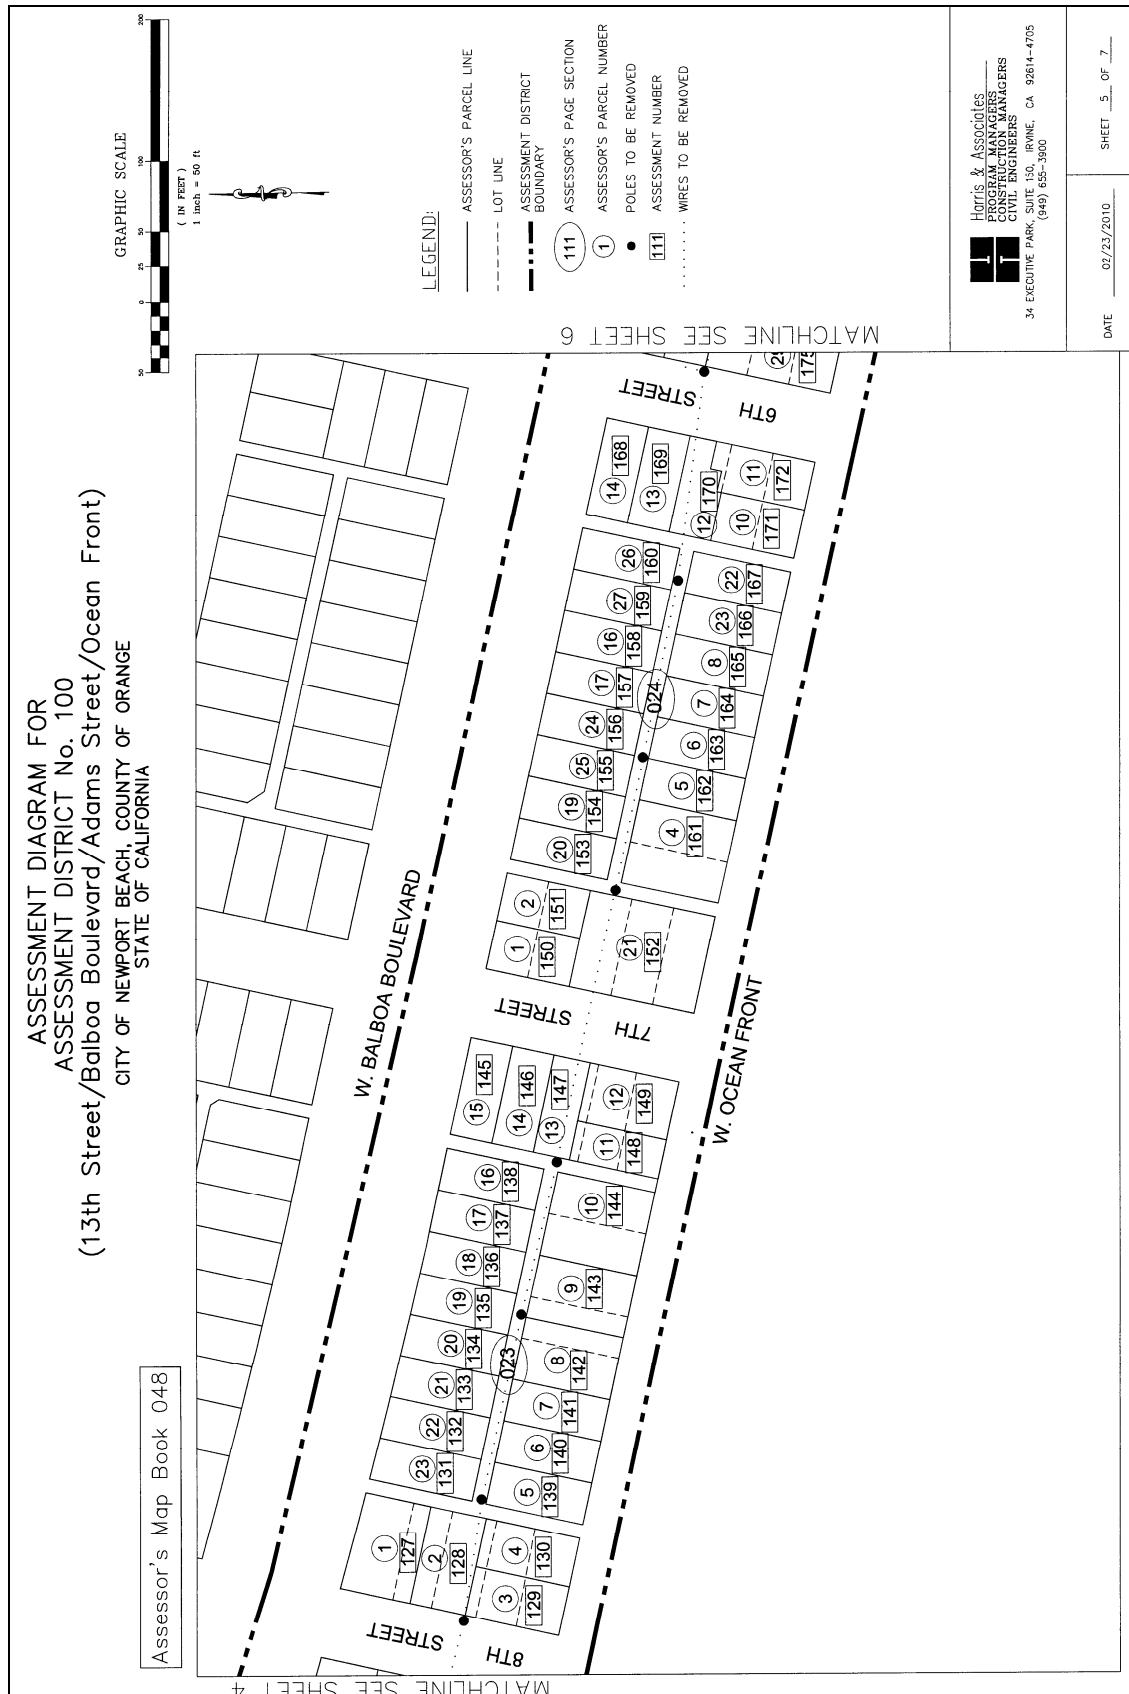 ASSESSMENT DIAGRAM FOR
ASSESSMENT DISTRICT No. 100
(13th Street/Balboa Boulevard/Adams Street/Ocean Front)
CITY OF NEWPORT BEACH, COUNTY OF ORANGE
STATE OF CALIFORNIA
Assessor's Map Book 048
GRAPHIC SCALE
50 0 25 50 100 200
( IN FEET )
1 inch = 50 ft
LEGEND:
ASSESSOR'S PARCEL LINE
LOT LINE
ASSESSMENT DISTRICT
BOUNDARY
111 ASSESSOR'S PAGE SECTION
1 ASSESSOR'S PARCEL NUMBER
POLES TO BE REMOVED
111 ASSESSMENT NUMBER
WIRES TO BE REMOVED
MATCHLINE SEE SHEET 4
MATCHLINE SEE SHEET 6
W. BALBOA BOULEVARD
W. OCEAN FRONT
8TH STREET
7TH STREET
6TH STREET
1 127
2 128
3 129
4 130
23 131
22 132
21 133
20 134
19 135
18 136
17 137
16 138
023
5 139
6 140
7 141
8 142
9 143
10 144
15 145
14 146
13 147
11 148
12 149
1 150
2 151
21 152
20 153
19 154
25 155
24 156
17 157
16 158
27 159
26 160
024
4 161
5 162
6 163
7 164
8 165
23 166
22 167
14 168
13 169
12 170
10 171
11 172
29 175
Harris & Associates
PROGRAM MANAGERS
CONSTRUCTION MANAGERS
CIVIL ENGINEERS
34 EXECUTIVE PARK, SUITE 150, IRVINE, CA 92614-4705
(949) 655-3900
DATE 02/23/2010
SHEET 5 OF 7